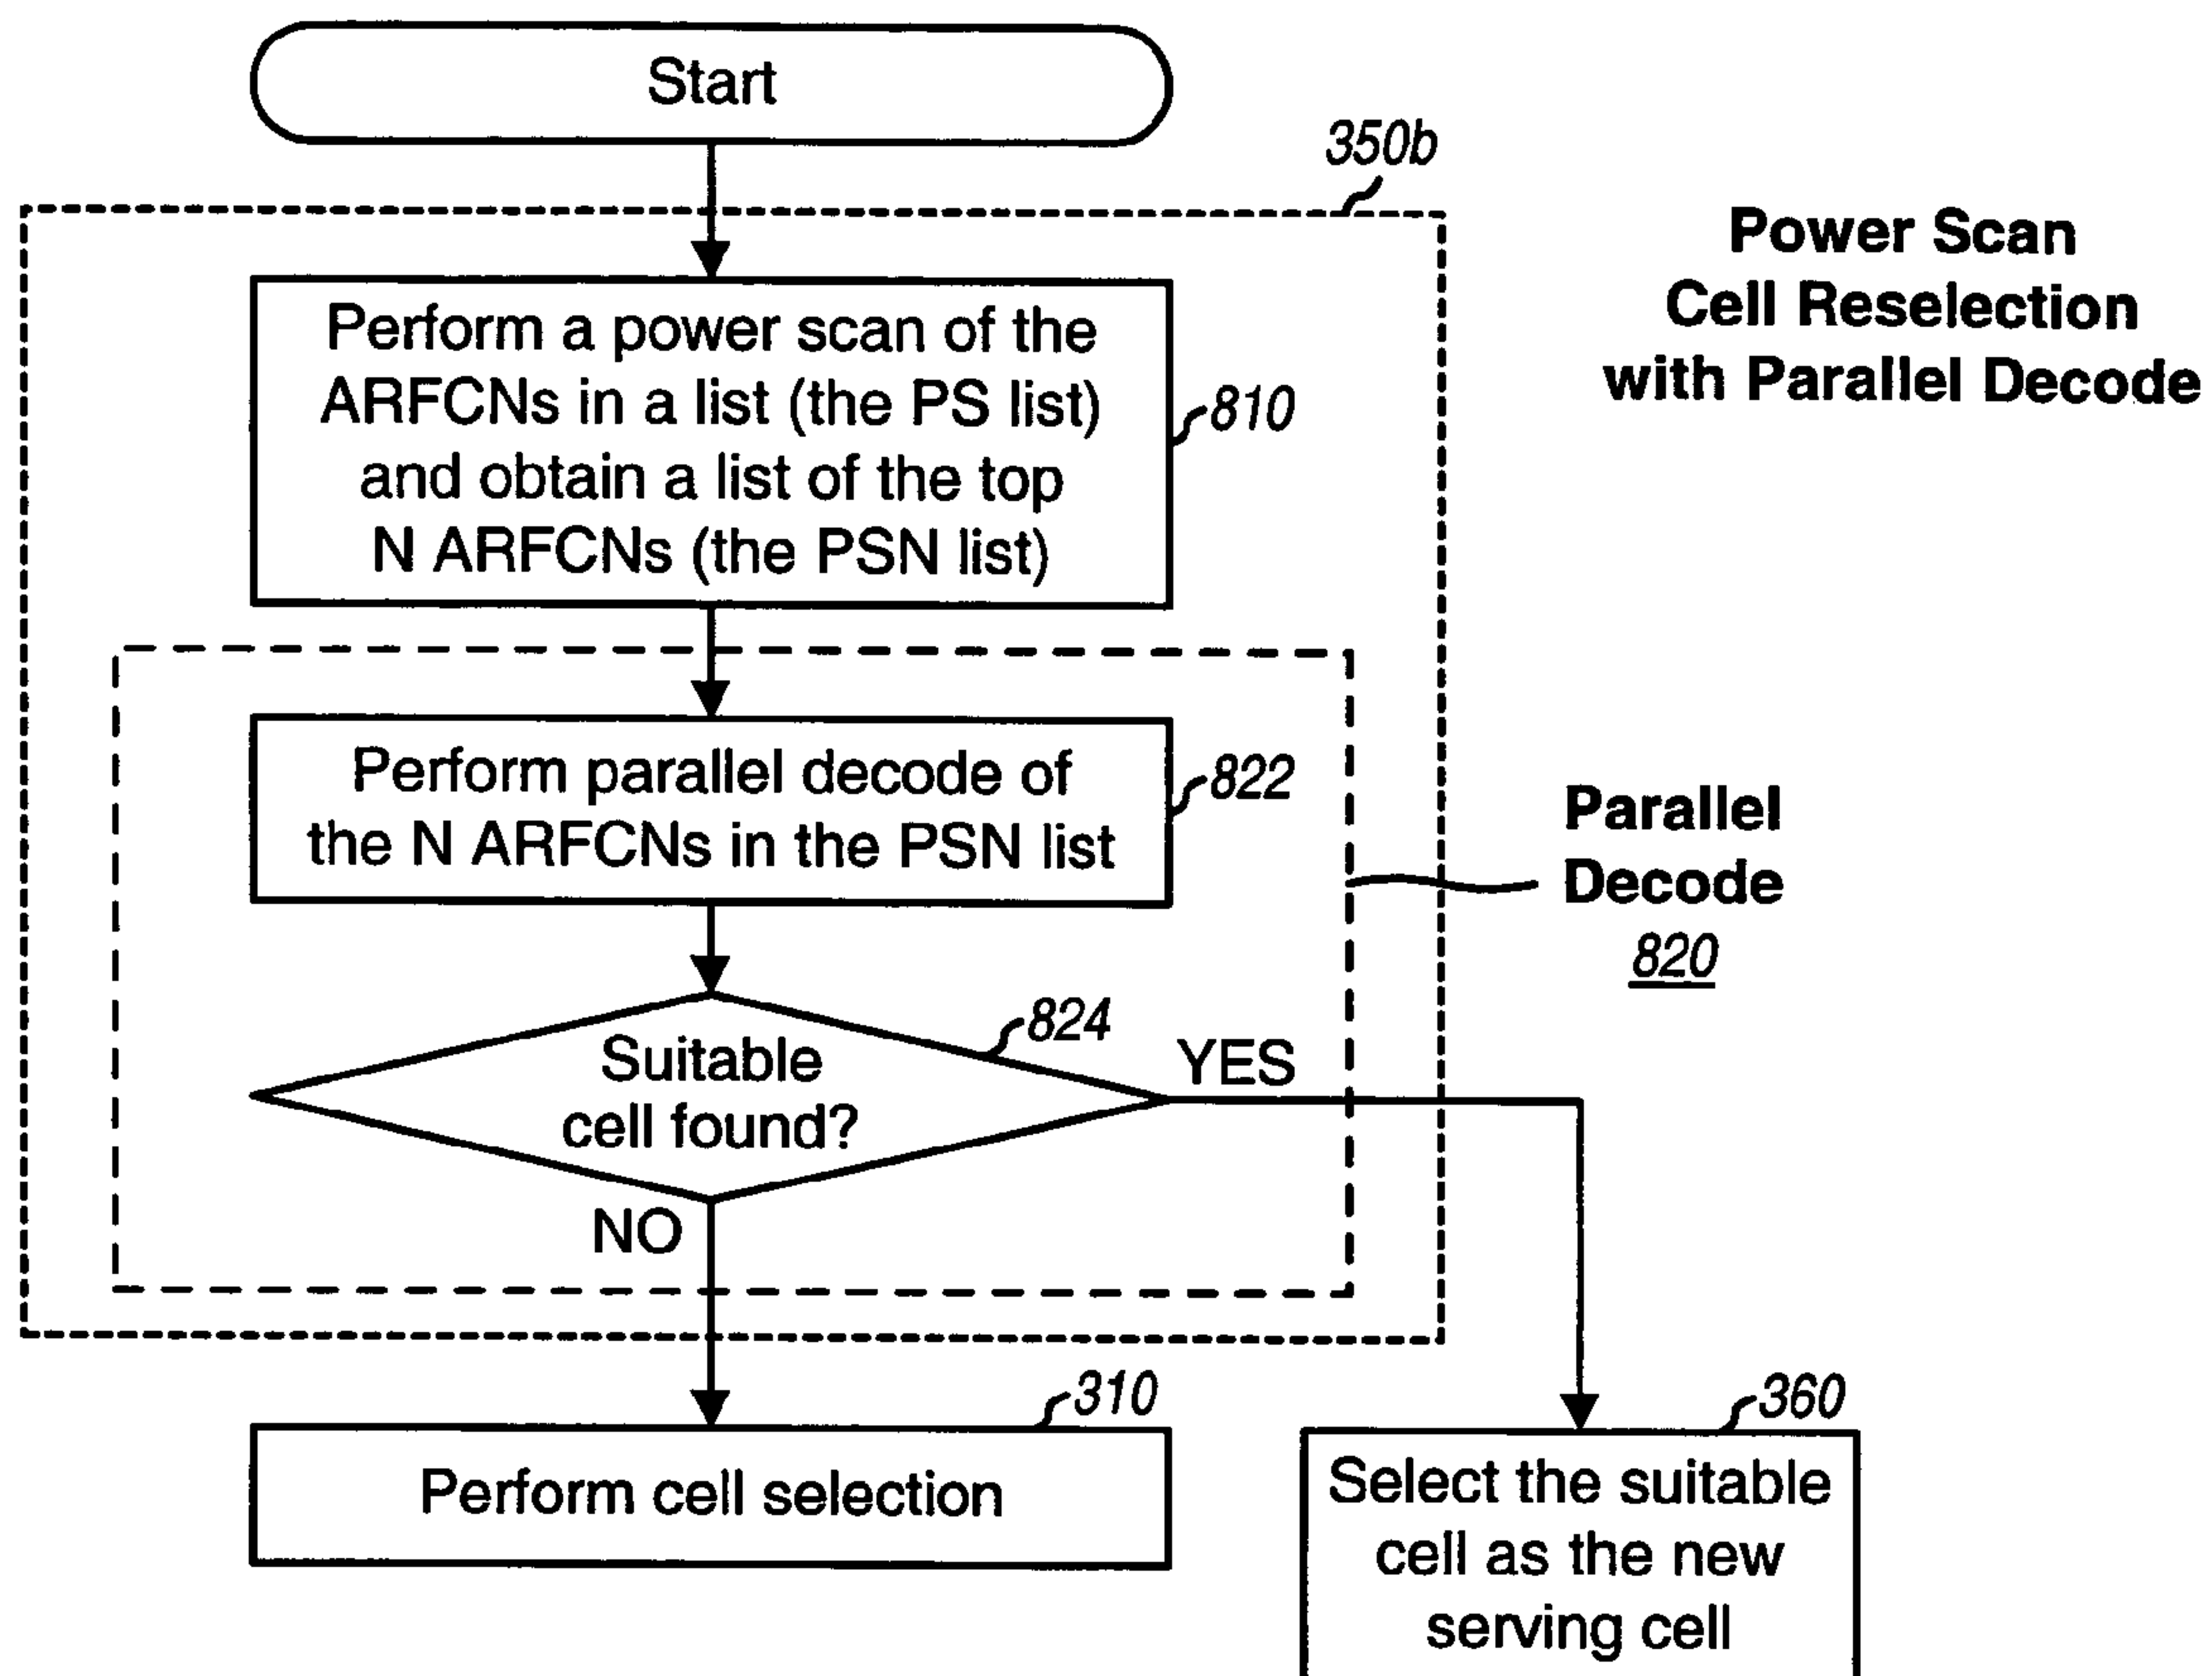 Start
350b
Power Scan
Cell Reselection
with Parallel Decode
Perform a power scan of the
ARFCNs in a list (the PS list)
and obtain a list of the top
N ARFCNs (the PSN list)
810
Perform parallel decode of
the N ARFCNs in the PSN list
822
Parallel
Decode
820
824
Suitable
cell found?
YES
NO
310
Perform cell selection
360
Select the suitable
cell as the new
serving cell